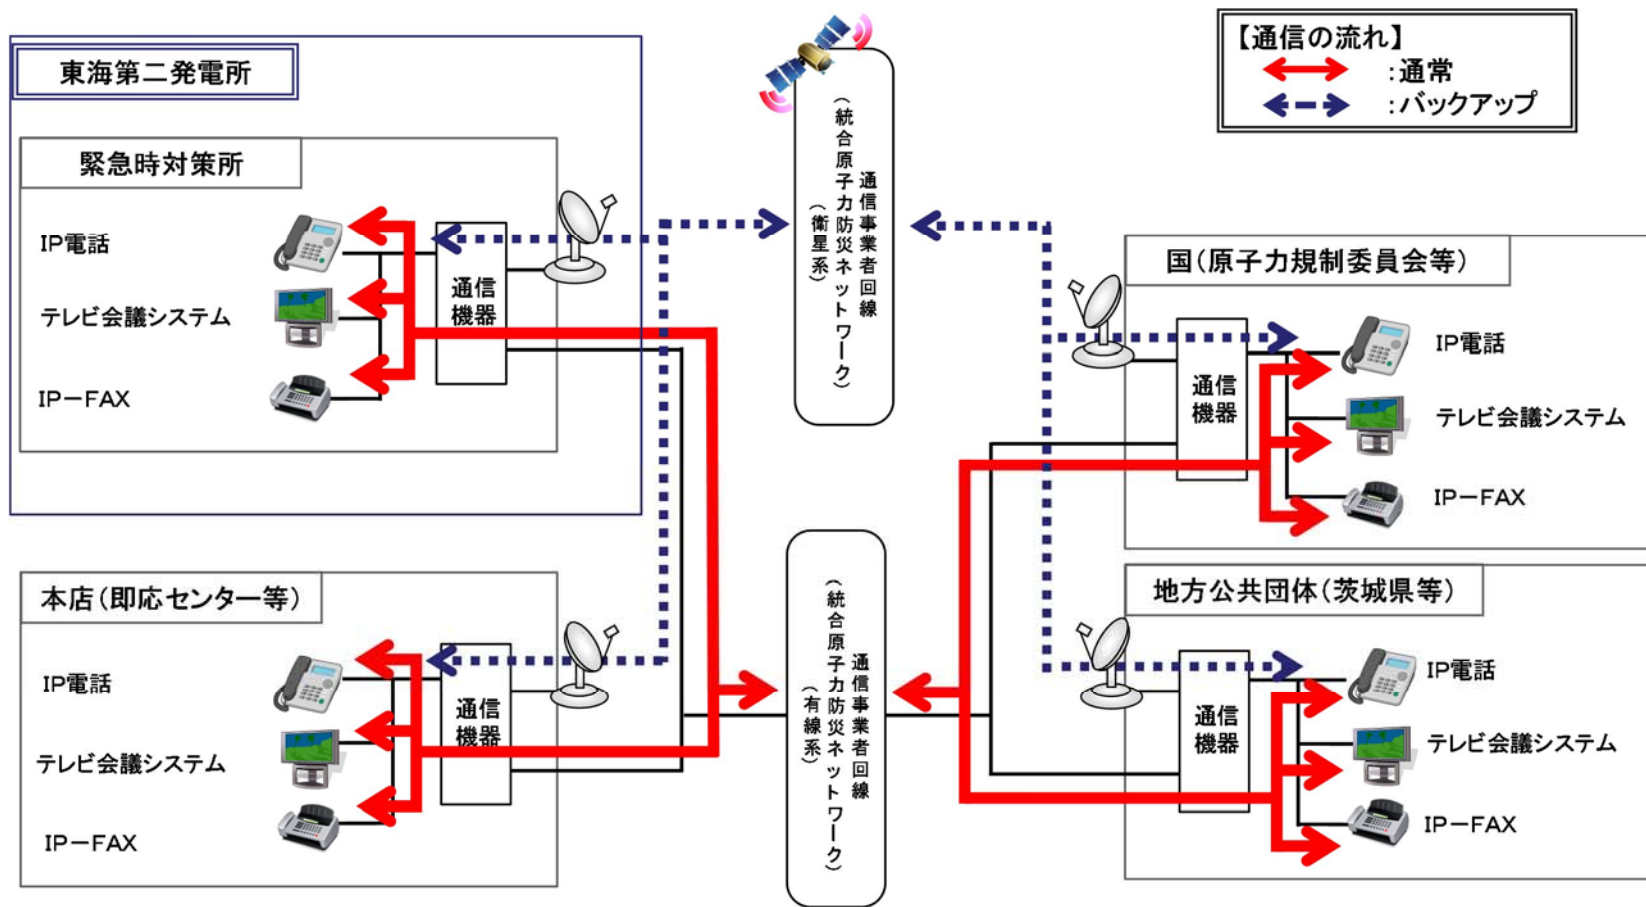 東海第二発電所
緊急時対策所
IP電話
テレビ会議システム
IP－FAX
通信
機器
本店(即応センター等)
IP電話
テレビ会議システム
IP－FAX
通信
機器
通信事業者回線
(統合原子力防災ネットワーク)
(衛星系)
通信事業者回線
(統合原子力防災ネットワーク)
(有線系)
【通信の流れ】
:通常
:バックアップ
国(原子力規制委員会等)
通信
機器
IP電話
テレビ会議システム
IP－FAX
地方公共団体(茨城県等)
通信
機器
IP電話
テレビ会議システム
IP－FAX